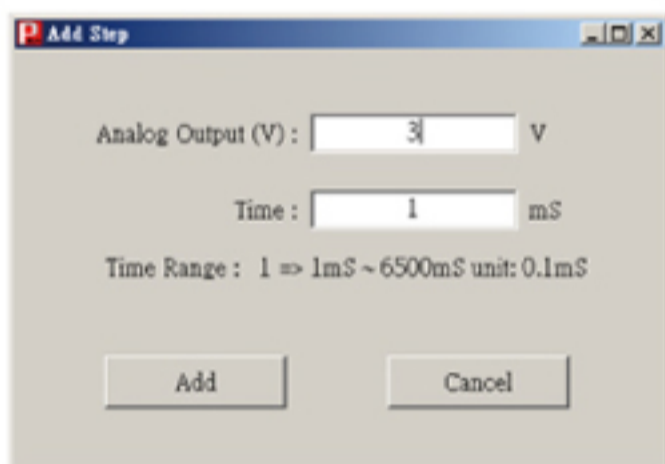 P Add Step
Analog Output (V) : 3 V
Time : 1 mS
Time Range : 1 => 1mS ~ 6500mS unit: 0.1mS
Add Cancel